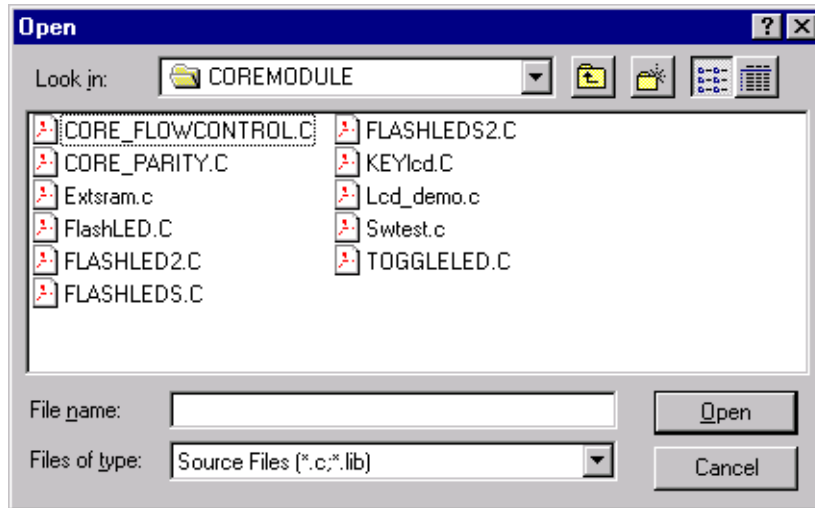 Open
Look in: COREMODULE
CORE_FLOWCONTROL.C
CORE_PARITY.C
Extsram.c
FlashLED.C
FLASHLED2.C
FLASHLEDS.C
FLASHLEDS2.C
KEYlcd.C
Lcd_demo.c
Swtest.c
TOGGLELED.C
File name:
Open
Files of type: Source Files (*.c;*.lib)
Cancel